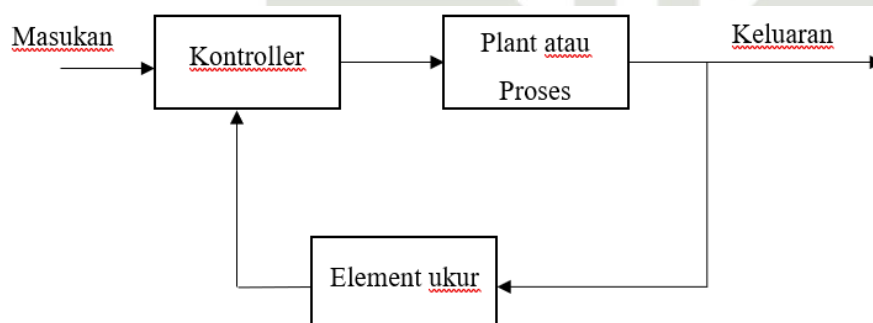 Masukan
Kontroller
Plant atau
Proses
Keluaran
Element ukur